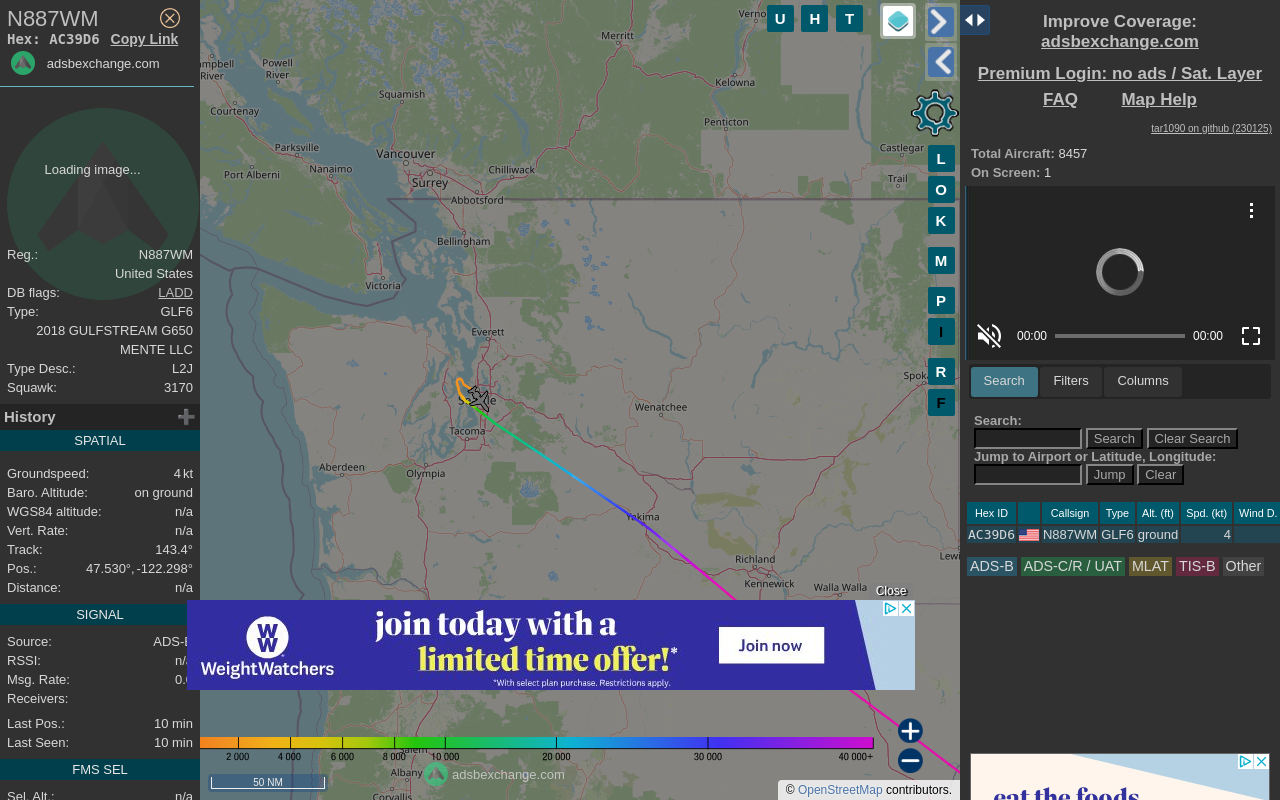 N887WM
Hex: AC39D6 Copy Link
adsbexchange.com
Loading image...
Reg.: N887WM
United States
DB flags: LADD
Type: GLF6
2018 GULFSTREAM G650
MENTE LLC
Type Desc.: L2J
Squawk: 3170
History
SPATIAL
Groundspeed: 4 kt
Baro. Altitude: on ground
WGS84 altitude: n/a
Vert. Rate: n/a
Track: 143.4°
Pos.: 47.530°, -122.298°
Distance: n/a
SIGNAL
Source: ADS-
RSSI: n/
Msg. Rate: 0.
Receivers:
Last Pos.: 10 min
Last Seen: 10 min
FMS SEL
Sel. Alt.: n/a
U H T
Verno
Merritt
mpbell
River
Powell
River
Kelowna
Squamish
Courtenay
Penticton
Parksville
Vancouver
Castlegar
Nanaimo
Chilliwack
Port Alberni
Surrey
Trail
Abbotsford
Bellingham
Victoria
Everett
Spok
S le
Wenatchee
Tacoma
Aberdeen
Olympia
Yakima
Richland
Lewi
Kennewick
Walla Walla
L
O
K
M
P
I
R
F
Close
WW
WeightWatchers
join today with a
limited time offer!*
*With select plan purchase. Restrictions apply.
Join now
2 000 4 000 6 000 8 000 10 000 20 000 30 000 40 000+
Albany
adsbexchange.com
50 NM
Corvallis
© OpenStreetMap contributors.
Improve Coverage:
adsbexchange.com
Premium Login: no ads / Sat. Layer
FAQ Map Help
tar1090 on github (230125)
Total Aircraft: 8457
On Screen: 1
00:00 00:00
Search Filters Columns
Search:
Search Clear Search
Jump to Airport or Latitude, Longitude:
Jump Clear
Hex ID Callsign Type Alt. (ft) Spd. (kt) Wind D.
AC39D6 N887WM GLF6 ground 4
ADS-B ADS-C/R / UAT MLAT TIS-B Other
eat the foods